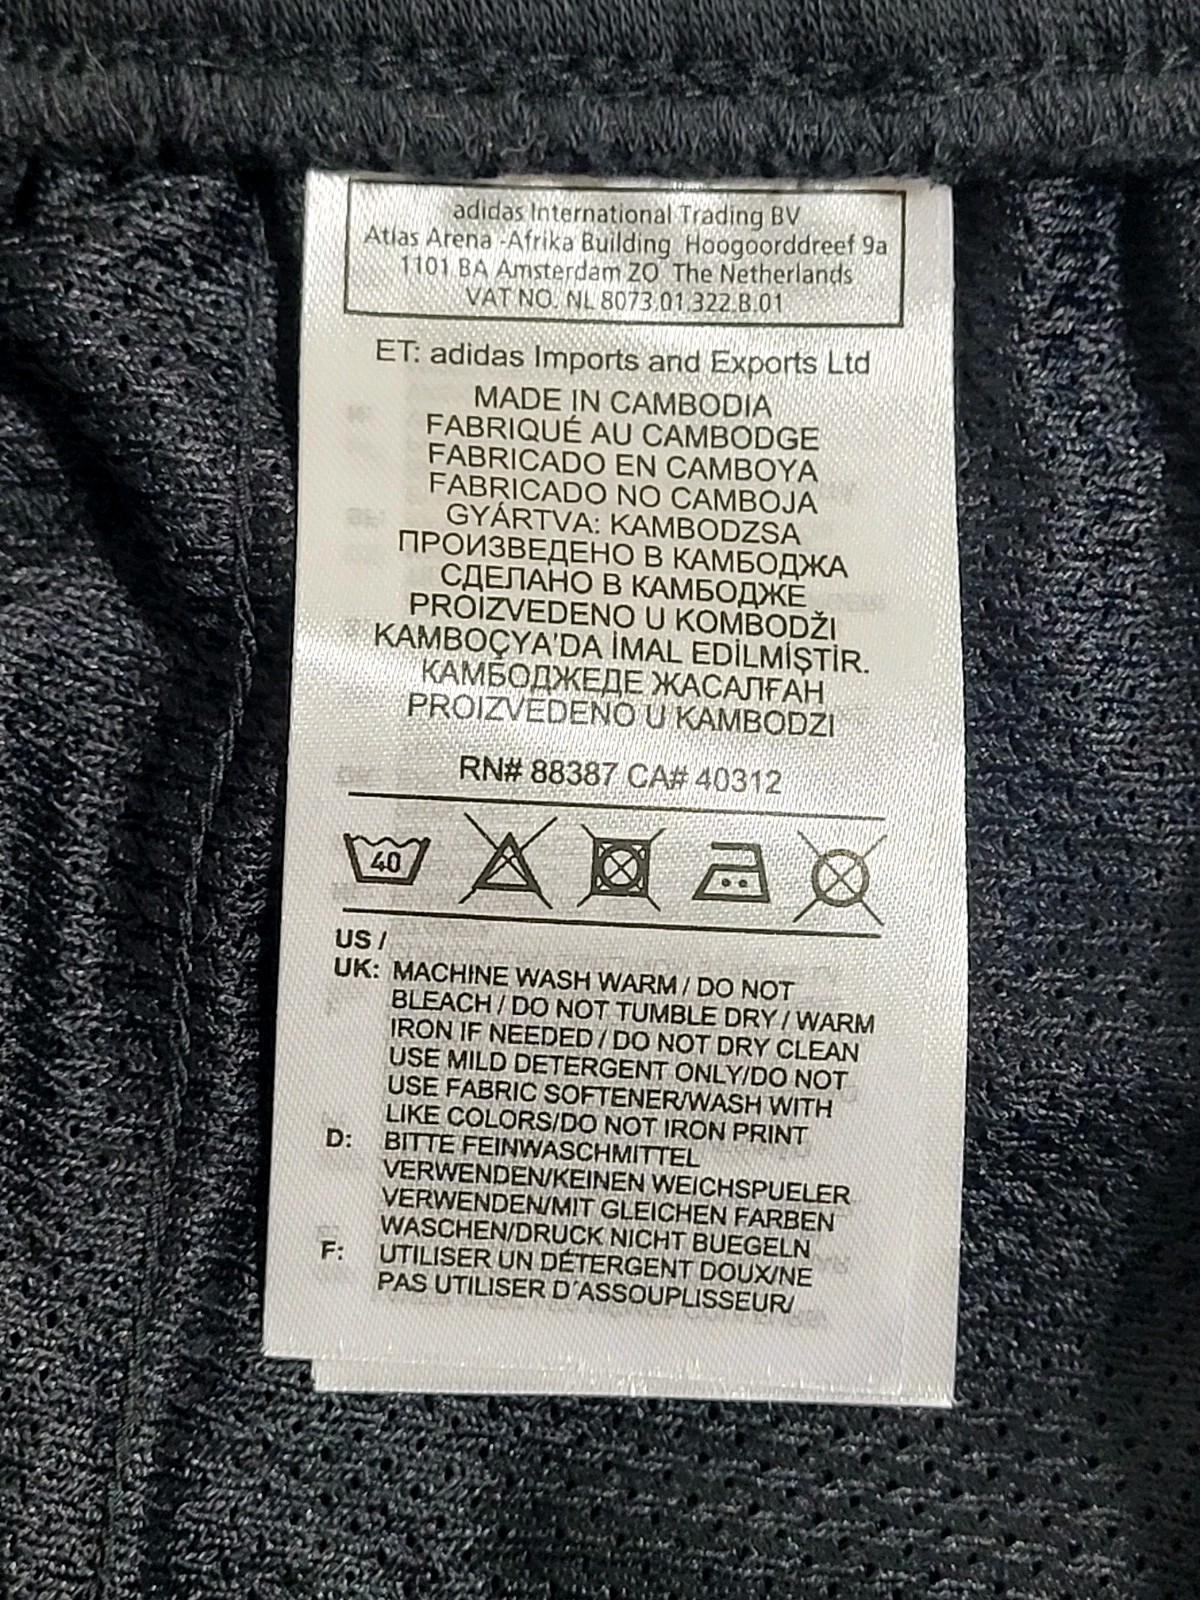 adidas International Trading BV
Atlas Arena -Afrika Building Hoogoorddreef 9a
1101 BA Amsterdam ZO The Netherlands
VAT NO. NL 8073.01.322.B.01
ET: adidas Imports and Exports Ltd
MADE IN CAMBODIA
FABRIQUÉ AU CAMBODGE
FABRICADO EN CAMBOYA
FABRICADO NO CAMBOJA
GYÁRTVA: KAMBODZSA
ПРОИЗВЕДЕНО В КАМБОДЖА
СДЕЛАНО В КАМБОДЖЕ
PROIZVEDENO U KOMBODŽI
KAMBOÇYA'DA İMAL EDİLMİŞTİR.
КАМБОДЖЕДЕ ЖАСАЛҒАН
PROIZVEDENO U KAMBODZI
RN# 88387 CA# 40312
40
US /
UK: MACHINE WASH WARM / DO NOT
BLEACH / DO NOT TUMBLE DRY / WARM
IRON IF NEEDED / DO NOT DRY CLEAN
USE MILD DETERGENT ONLY/DO NOT
USE FABRIC SOFTENER/WASH WITH
LIKE COLORS/DO NOT IRON PRINT
D: BITTE FEINWASCHMITTEL
VERWENDEN/KEINEN WEICHSPUELER
VERWENDEN/MIT GLEICHEN FARBEN
WASCHEN/DRUCK NICHT BUEGELN
F: UTILISER UN DÉTERGENT DOUX/NE
PAS UTILISER D´ASSOUPLISSEUR/